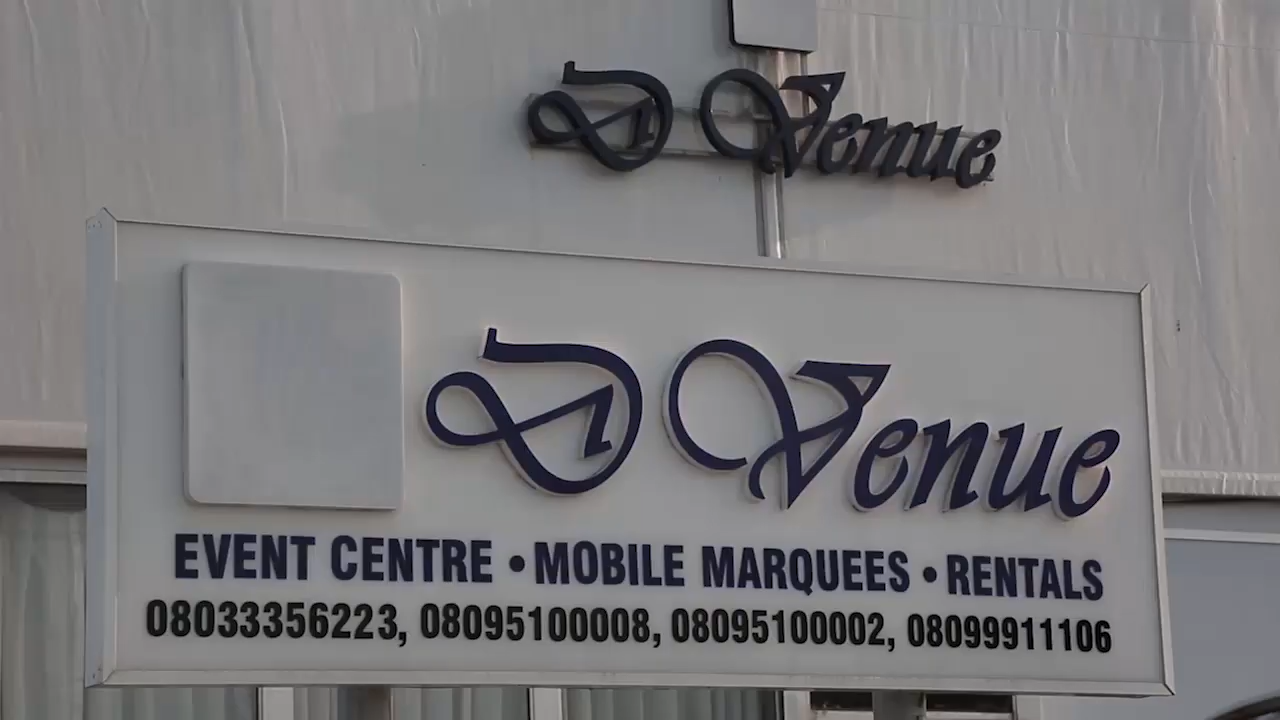 D Venue
D Venue
EVENT CENTRE • MOBILE MARQUEES • RENTALS
08033356223, 08095100008, 08095100002, 08099911106